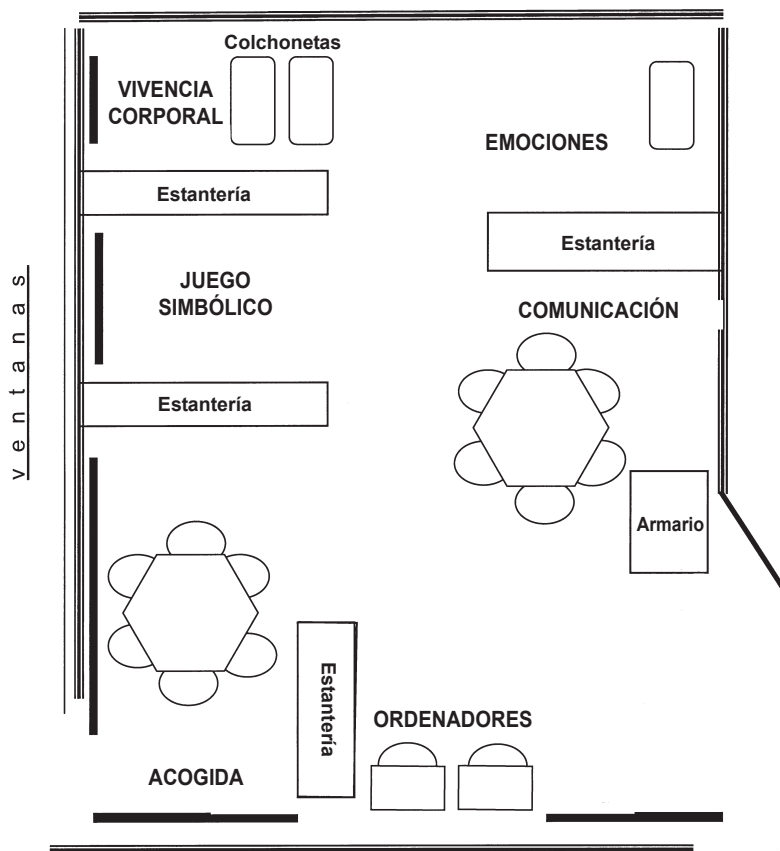 Colchonetas
VIVENCIA
CORPORAL
EMOCIONES
Estantería
Estantería
JUEGO
SIMBÓLICO
COMUNICACIÓN
ventanas
Estantería
Armario
Estantería
ORDENADORES
ACOGIDA